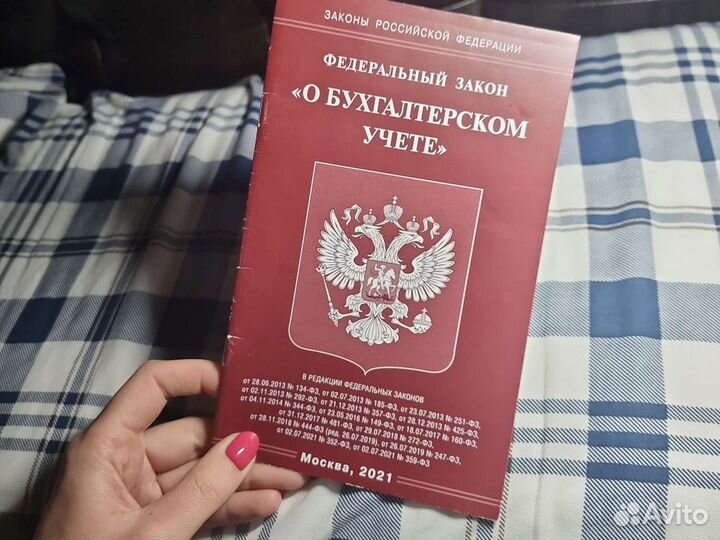 ЗАКОНЫ РОССИЙСКОЙ ФЕДЕРАЦИИ
ФЕДЕРАЛЬНЫЙ ЗАКОН
«О БУХГАЛТЕРСКОМ
УЧЕТЕ»
В РЕДАКЦИИ ФЕДЕРАЛЬНЫХ ЗАКОНОВ
от 28.06.2013 № 134-ФЗ, от 02.07.2013 № 185-ФЗ, от 23.07.2013 № 251-ФЗ,
от 02.11.2013 № 292-ФЗ, от 21.12.2013 № 357-ФЗ, от 28.12.2013 № 425-ФЗ,
от 04.11.2014 № 344-ФЗ, от 23.05.2016 № 149-ФЗ, от 18.07.2017 № 160-ФЗ,
от 31.12.2017 № 481-ФЗ, от 29.07.2018 № 272-ФЗ,
от 28.11.2018 № 444-ФЗ (ред. 26.07.2019), от 26.07.2019 № 247-ФЗ,
от 02.07.2021 № 352-ФЗ, от 02.07.2021 № 359-ФЗ
Москва, 2021
Avito